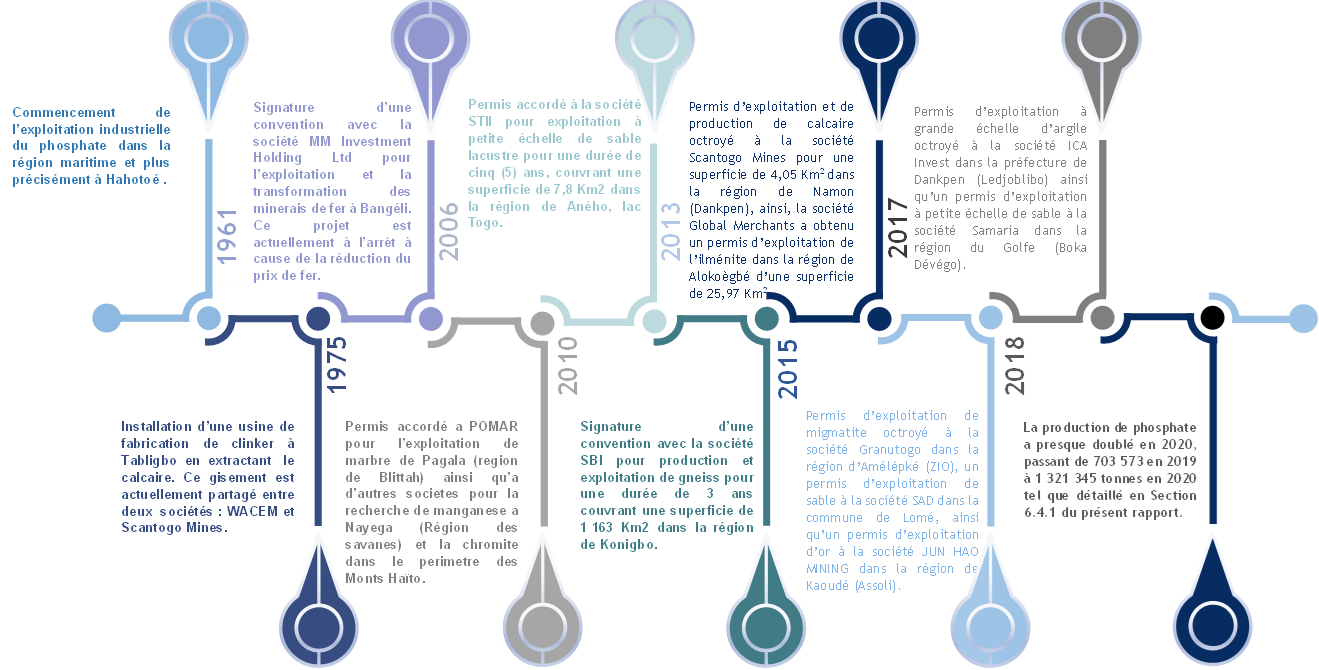 Commencement de
l'exploitation industrielle
du phosphate dans la
région maritime et plus
précisément à Hahotoé .
1961
Installation d'une usine de
fabrication de clinker à
Tabligbo en extractant le
calcaire. Ce gisement est
actuellement partagé entre
deux sociétés : WACEM et
Scantogo Mines.
1975
Signature d'une
convention avec la
société MM Investment
Holding Ltd pour
l'exploitation et la
transformation des
minerais de fer à Bangéli.
Ce projet est
actuellement à l'arrêt à
cause de la réduction du
prix de fer.
2006
Permis accordé a POMAR
pour l'exploitation de
marbre de Pagala (region
de Blittah) ainsi qu'a
d'autres societes pour la
recherche de manganese a
Nayega (Région des
savanes) et la chromite
dans le perimetre des
Monts Haïto.
2010
Permis accordé à la société
STII pour exploitation à
petite échelle de sable
lacustre pour une durée de
cinq (5) ans, couvrant une
superficie de 7,8 Km2 dans
la région de Aného, lac
Togo.
2013
Signature d'une
convention avec la société
SBI pour production et
exploitation de gneiss pour
une durée de 3 ans
couvrant une superficie de
1 163 Km2 dans la région
de Konigbo.
2015
Permis d'exploitation et de
production de calcaire
octroyé à la société
Scantogo Mines pour une
superficie de 4,05 Km² dans
la région de Namon
(Dankpen), ainsi, la société
Global Merchants a obtenu
un permis d'exploitation de
l'ilménite dans la région de
Alokoègbé d'une superficie
de 25,97 Km²
2017
Permis d'exploitation de
migmatite octroyé à la
société Granutogo dans la
région d'Amélépké (ZIO), un
permis d'exploitation de
sable à la société SAD dans la
commune de Lomé, ainsi
qu'un permis d'exploitation
d'or à la société JUN HAO
MINING dans la région de
Kaoudé (Assoli).
2018
Permis d'exploitation à
grande échelle d'argile
octroyé à la société ICA
Invest dans la préfecture de
Dankpen (Ledjoblibo) ainsi
qu'un permis d'exploitation
à petite échelle de sable à la
société Samaria dans la
région du Golfe (Boka
Dévégo).
La production de phosphate
a presque doublé en 2020,
passant de 703 573 en 2019
à 1 321 345 tonnes en 2020
tel que détaillé en Section
6.4.1 du présent rapport.